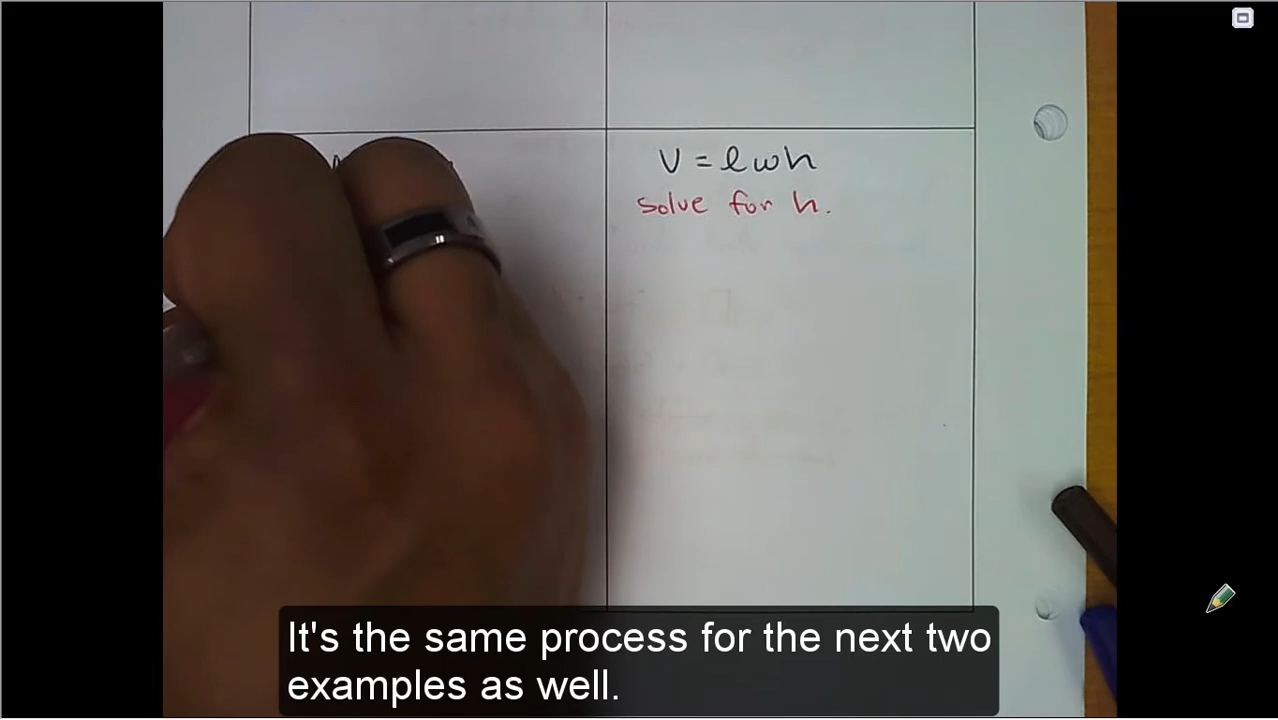 V = lwh
solve for h.
It's the same process for the next two
examples as well.